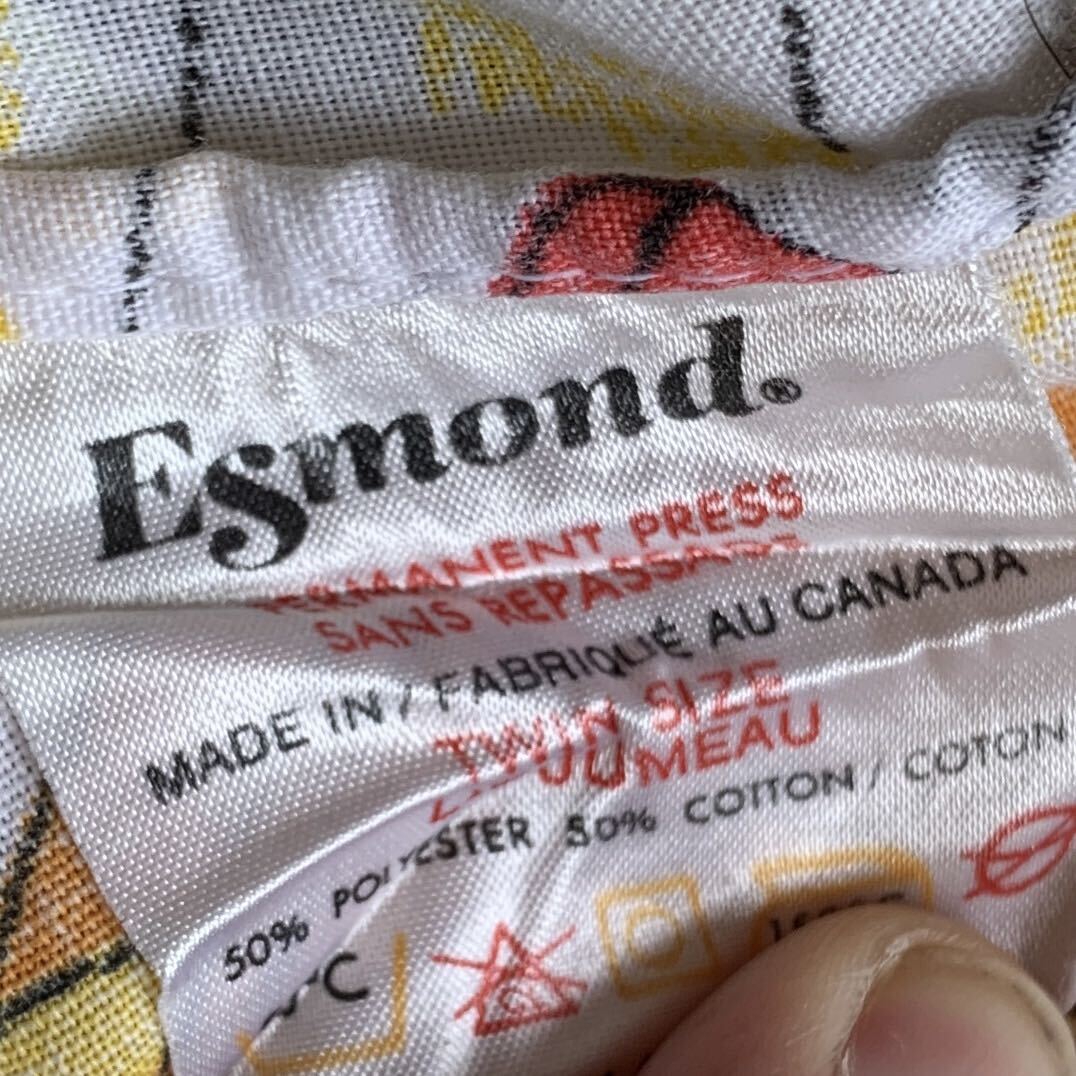 Esmond®
PERMANENT PRESS
SANS REPASSAGE
MADE IN / FABRIQUÉ AU CANADA
TWIN SIZE
JUMEAU
50% POLYESTER 50% COTTON / COTON
°C